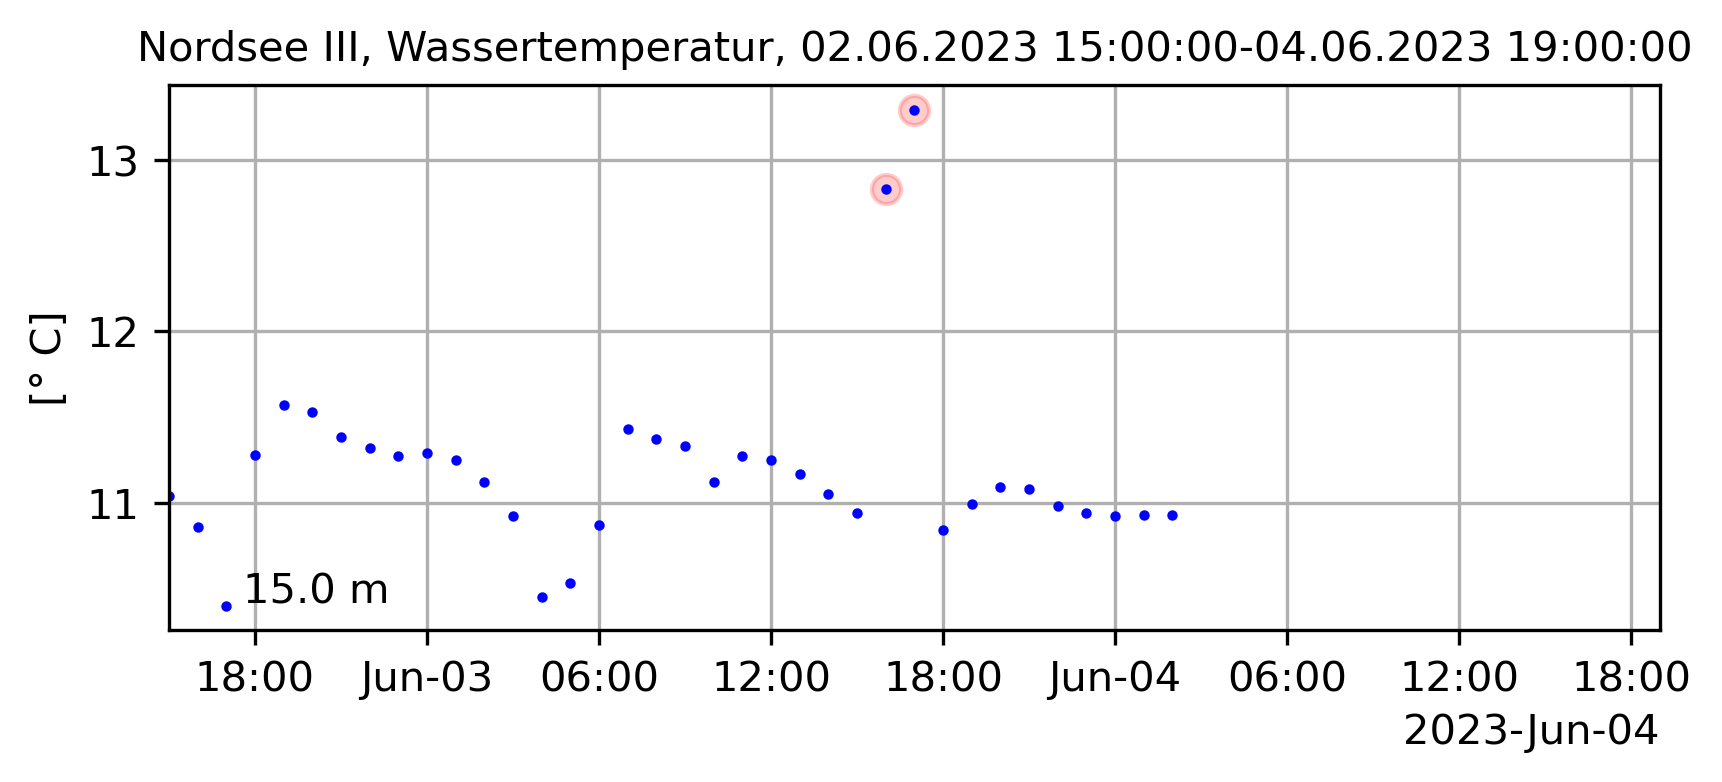 Nordsee III, Wassertemperatur, 02.06.2023 15:00:00-04.06.2023 19:00:00
[° C]
13
12
11
15.0 m
18:00 Jun-03 06:00 12:00 18:00 Jun-04 06:00 12:00 18:00
2023-Jun-04